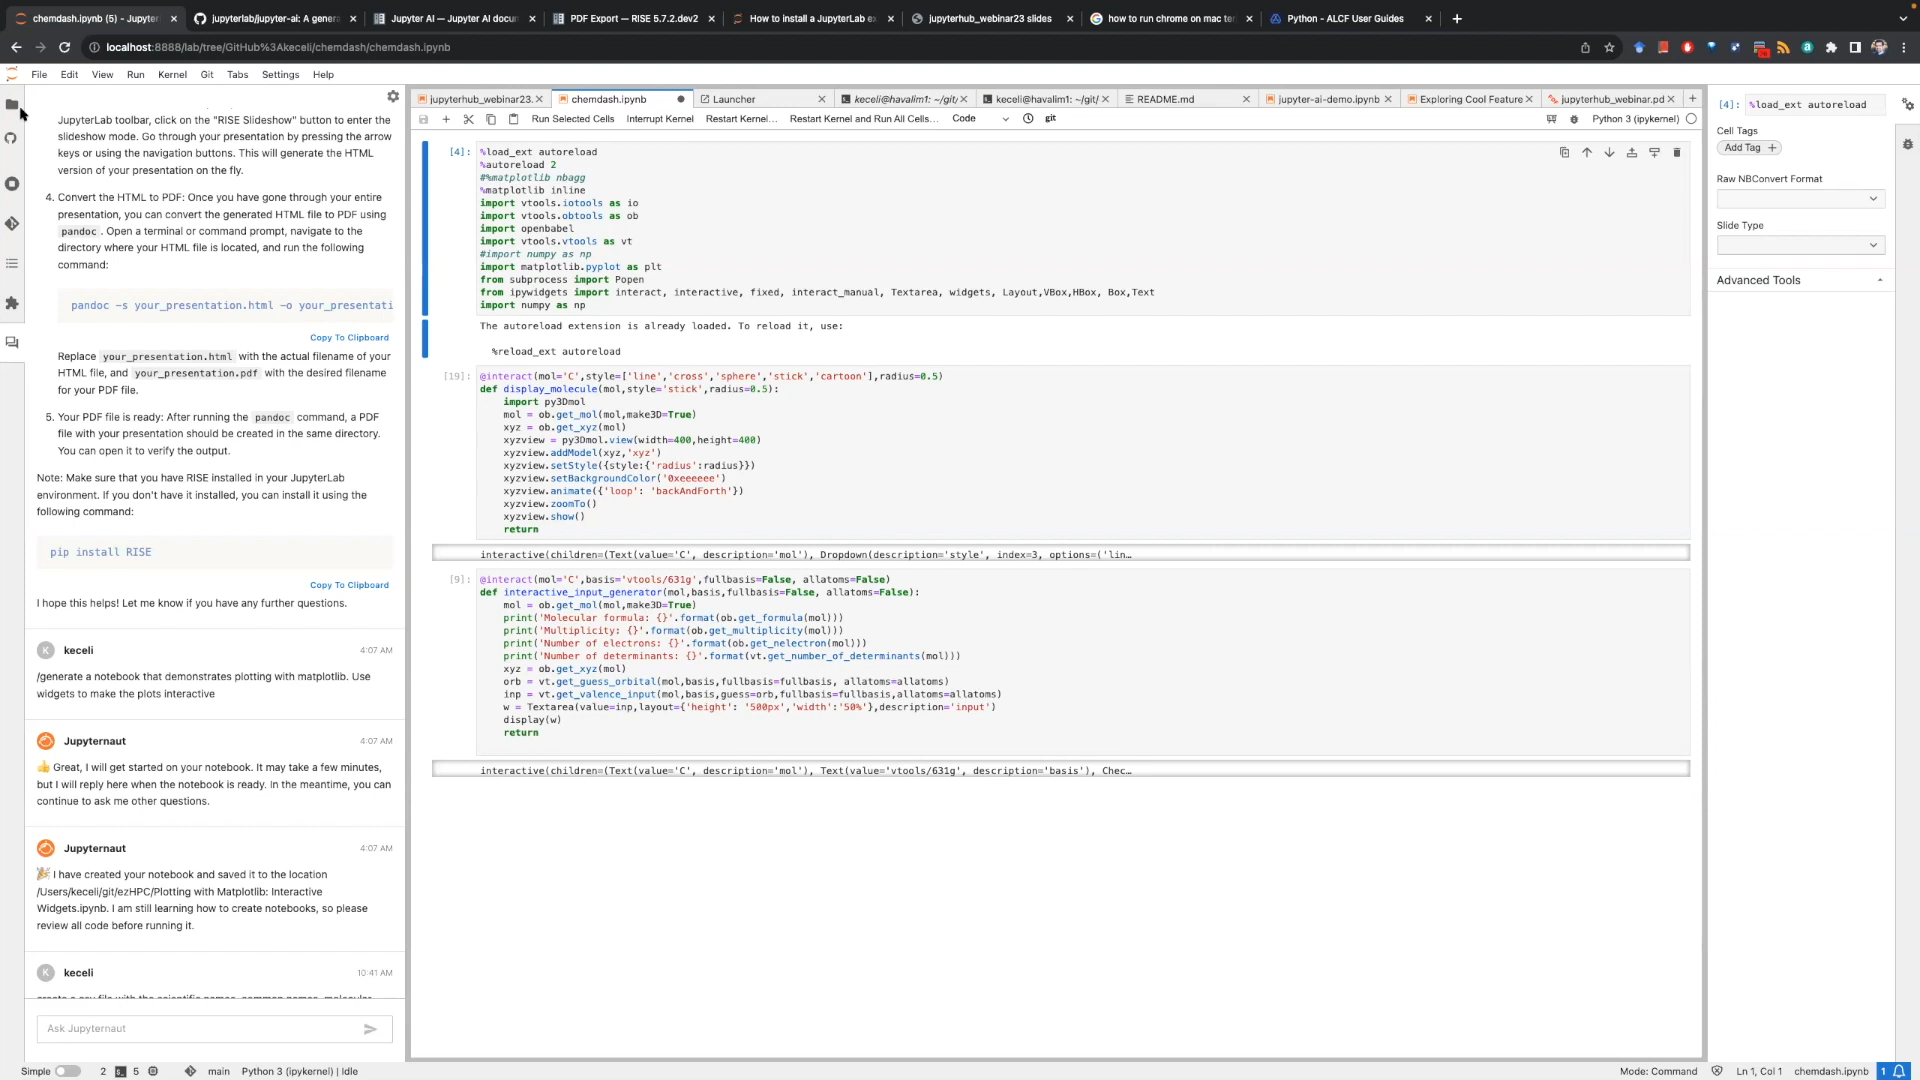 chemdash.ipynb (5) - Jupyter
jupyterlab/jupyter-ai: A gener
Jupyter AI — Jupyter AI docu
PDF Export — RISE 5.7.2.dev2
How to install a JupyterLab ex
jupyterhub_webinar23 slides
how to run chrome on mac ter
Python - ALCF User Guides
localhost:8888/lab/tree/GitHub%3Akeceli/chemdash/chemdash.ipynb
File Edit View Run Kernel Git Tabs Settings Help
JupyterLab toolbar, click on the "RISE Slideshow" button to enter the
slideshow mode. Go through your presentation by pressing the arrow
keys or using the navigation buttons. This will generate the HTML
version of your presentation on the fly.
4. Convert the HTML to PDF: Once you have gone through your entire
presentation, you can convert the generated HTML file to PDF using
pandoc . Open a terminal or command prompt, navigate to the
directory where your HTML file is located, and run the following
command:
pandoc -s your_presentation.html -o your_presentati
Copy To Clipboard
Replace your_presentation.html with the actual filename of your
HTML file, and your_presentation.pdf with the desired filename
for your PDF file.
5. Your PDF file is ready: After running the pandoc command, a PDF
file with your presentation should be created in the same directory.
You can open it to verify the output.
Note: Make sure that you have RISE installed in your JupyterLab
environment. If you don't have it installed, you can install it using the
following command:
pip install RISE
Copy To Clipboard
I hope this helps! Let me know if you have any further questions.
K keceli 4:07 AM
/generate a notebook that demonstrates plotting with matplotlib. Use
widgets to make the plots interactive
Jupyternaut 4:07 AM
👍 Great, I will get started on your notebook. It may take a few minutes,
but I will reply here when the notebook is ready. In the meantime, you can
continue to ask me other questions.
Jupyternaut 4:07 AM
🎉 I have created your notebook and saved it to the location
/Users/keceli/git/ezHPC/Plotting with Matplotlib: Interactive
Widgets.ipynb. I am still learning how to create notebooks, so please
review all code before running it.
K keceli 10:41 AM
create a csv file with the scientific names, common names, molecular
Ask Jupyternaut
jupyterhub_webinar23.
chemdash.ipynb
Launcher
keceli@havalim1: ~/git/
keceli@havalim1: ~/git/
README.md
jupyter-ai-demo.ipynb
Exploring Cool Feature
jupyterhub_webinar.pd
Run Selected Cells Interrupt Kernel Restart Kernel… Restart Kernel and Run All Cells… Code git Python 3 (ipykernel)
[4]: %load_ext autoreload
%autoreload 2
#%matplotlib nbagg
%matplotlib inline
import vtools.iotools as io
import vtools.obtools as ob
import openbabel
import vtools.vtools as vt
#import numpy as np
import matplotlib.pyplot as plt
from subprocess import Popen
from ipywidgets import interact, interactive, fixed, interact_manual, Textarea, widgets, Layout,VBox,HBox, Box,Text
import numpy as np
The autoreload extension is already loaded. To reload it, use:
%reload_ext autoreload
[19]: @interact(mol='C',style=['line','cross','sphere','stick','cartoon'],radius=0.5)
def display_molecule(mol,style='stick',radius=0.5):
import py3Dmol
mol = ob.get_mol(mol,make3D=True)
xyz = ob.get_xyz(mol)
xyzview = py3Dmol.view(width=400,height=400)
xyzview.addModel(xyz,'xyz')
xyzview.setStyle({style:{'radius':radius}})
xyzview.setBackgroundColor('0xeeeeee')
xyzview.animate({'loop': 'backAndForth'})
xyzview.zoomTo()
xyzview.show()
return
interactive(children=(Text(value='C', description='mol'), Dropdown(description='style', index=3, options=('lin…
[9]: @interact(mol='C',basis='vtools/631g',fullbasis=False, allatoms=False)
def interactive_input_generator(mol,basis,fullbasis=False, allatoms=False):
mol = ob.get_mol(mol,make3D=True)
print('Molecular formula: {}'.format(ob.get_formula(mol)))
print('Multiplicity: {}'.format(ob.get_multiplicity(mol)))
print('Number of electrons: {}'.format(ob.get_nelectron(mol)))
print('Number of determinants: {}'.format(vt.get_number_of_determinants(mol)))
xyz = ob.get_xyz(mol)
orb = vt.get_guess_orbital(mol,basis,fullbasis=fullbasis, allatoms=allatoms)
inp = vt.get_valence_input(mol,basis,guess=orb,fullbasis=fullbasis,allatoms=allatoms)
w = Textarea(value=inp,layout={'height': '500px','width':'50%'},description='input')
display(w)
return
interactive(children=(Text(value='C', description='mol'), Text(value='vtools/631g', description='basis'), Chec…
[4]: %load_ext autoreload
Cell Tags
Add Tag +
Raw NBConvert Format
Slide Type
Advanced Tools
Simple 2 5 main Python 3 (ipykernel) | Idle
Mode: Command Ln 1, Col 1 chemdash.ipynb 1